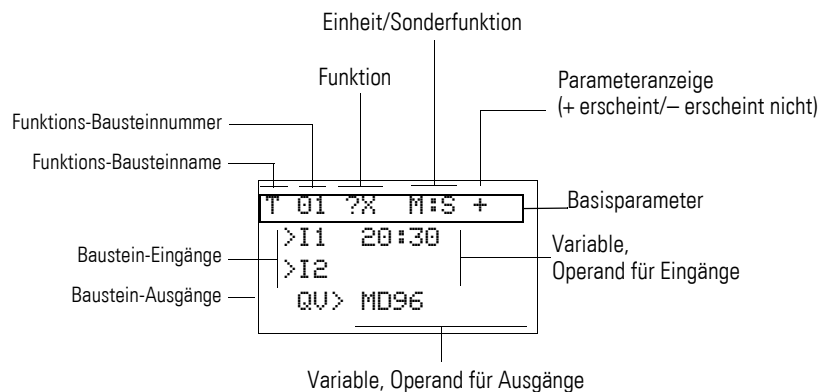 Einheit/Sonderfunktion
Funktion
Parameteranzeige
(+ erscheint/– erscheint nicht)
Funktions-Bausteinnummer
Funktions-Bausteinname
T 01 ?X M:S +
Basisparameter
>I1 20:30
>I2
Baustein-Eingänge
Variable,
Operand für Eingänge
Baustein-Ausgänge
QV> MD96
Variable, Operand für Ausgänge